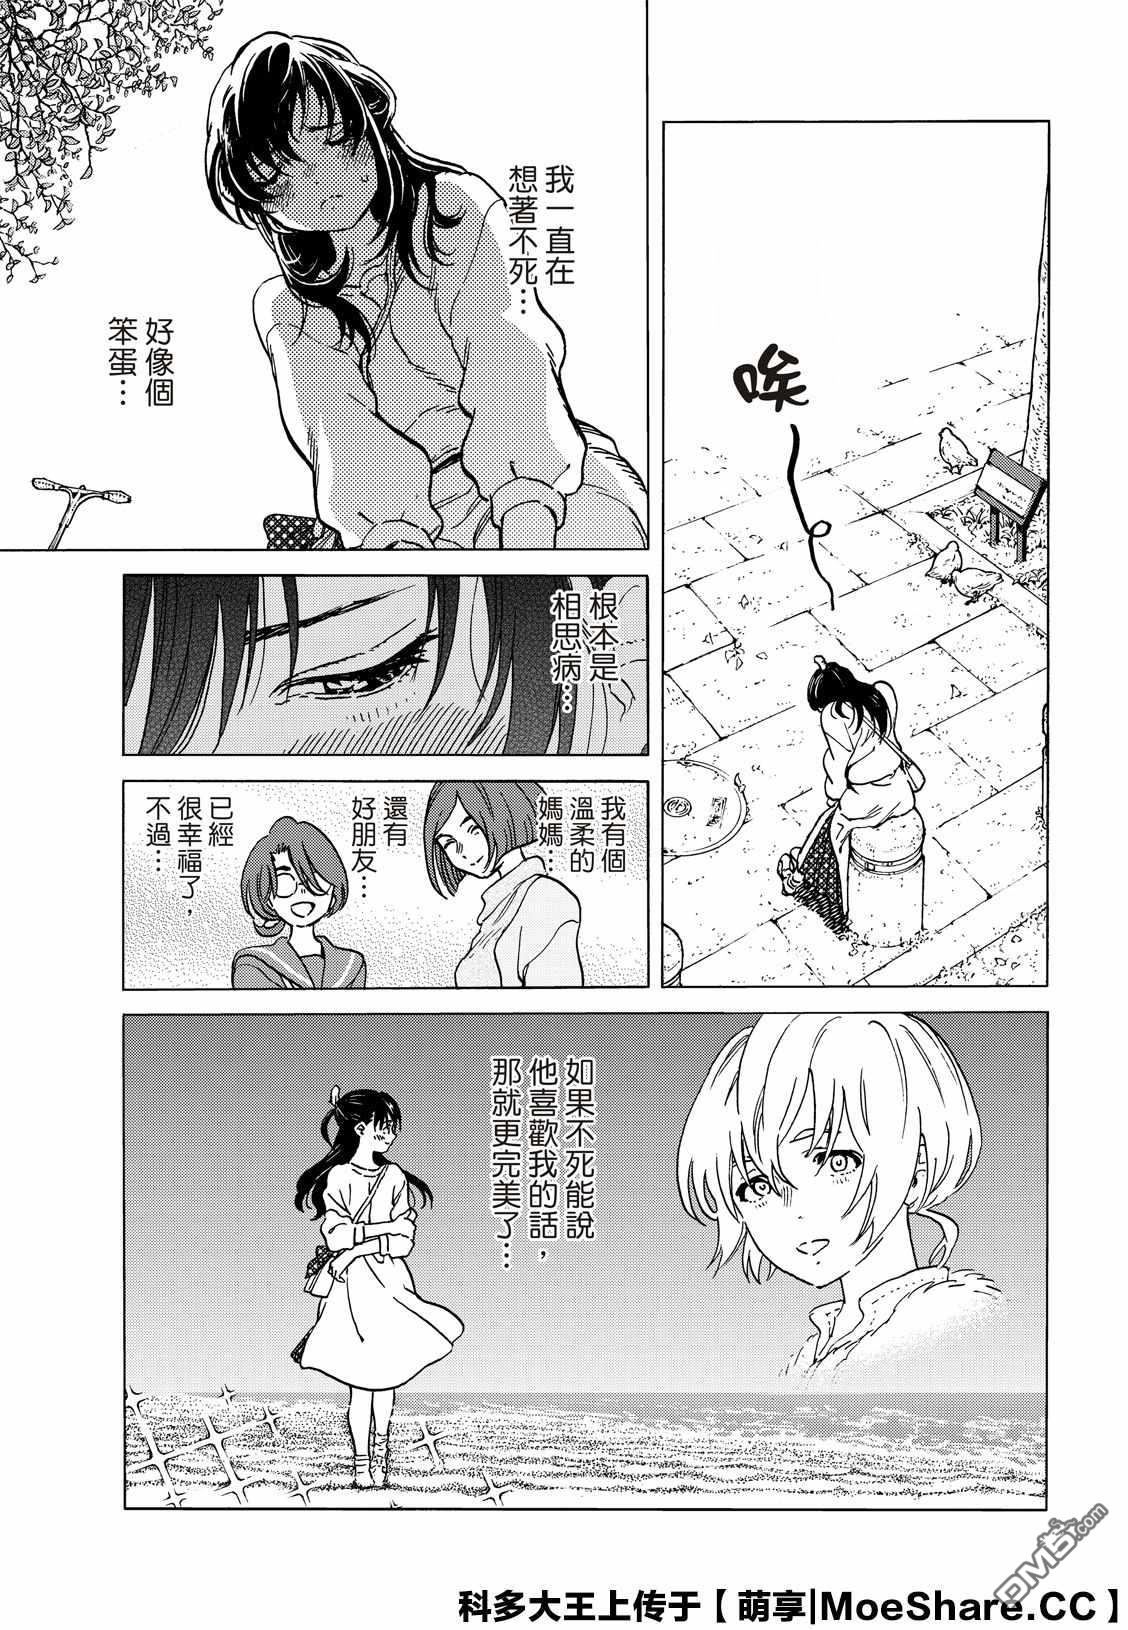 唉
我一直在
想著不死…
好像個
笨蛋…
根本是
相思病…
我有個
溫柔的
媽媽…
還有
好朋友…
已經
很幸福了，
不過…
如果不死能說
他喜歡我的話，
那就更完美了…
DM5.com
科多大王上传于【萌享|MoeShare.CC】